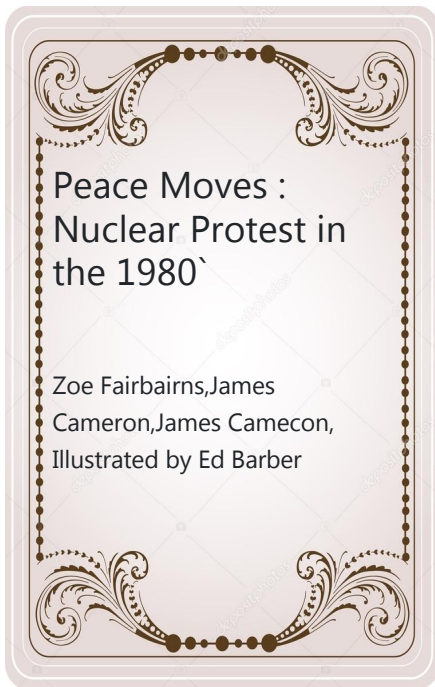 Peace Moves :
Nuclear Protest in
the 1980`
Zoe Fairbairns,James
Cameron,James Camecon,
Illustrated by Ed Barber